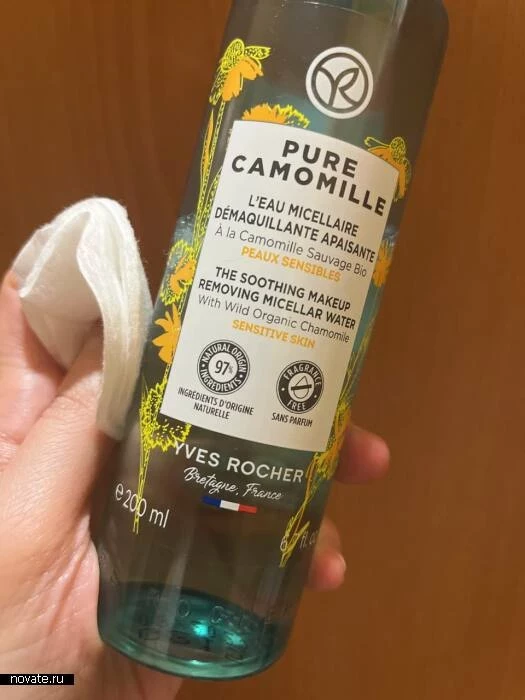 PURE
CAMOMILLE
L'EAU MICELLAIRE
DÉMAQUILLANTE APAISANTE
À la Camomille Sauvage Bio
PEAUX SENSIBLES
THE SOOTHING MAKEUP
REMOVING MICELLAR WATER
With Wild Organic Chamomile
SENSITIVE SKIN
NATURAL ORIGIN
97%
INGREDIENTS
INGRÉDIENTS D'ORIGINE
NATURELLE
FRAGRANCE
FREE
SANS PARFUM
YVES ROCHER
Bretagne, France
e 200 ml
novate.ru